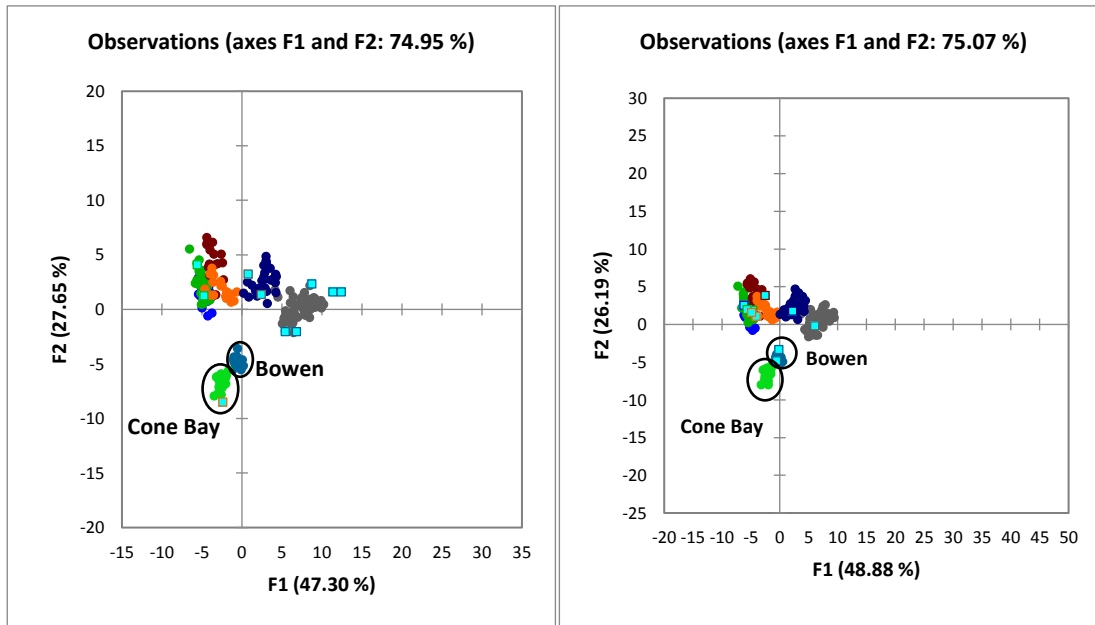 Observations (axes F1 and F2: 74.95 %)
20
15
10
5
0
-5
-10
-15
-20
-15 -10 -5 0 5 10 15 20 25 30 35
F2 (27.65 %)
F1 (47.30 %)
Bowen
Cone Bay
Observations (axes F1 and F2: 75.07 %)
30
25
20
15
10
5
0
-5
-10
-15
-20
-25
-20 -15 -10 -5 0 5 10 15 20 25 30 35 40 45 50
F2 (26.19 %)
F1 (48.88 %)
Bowen
Cone Bay